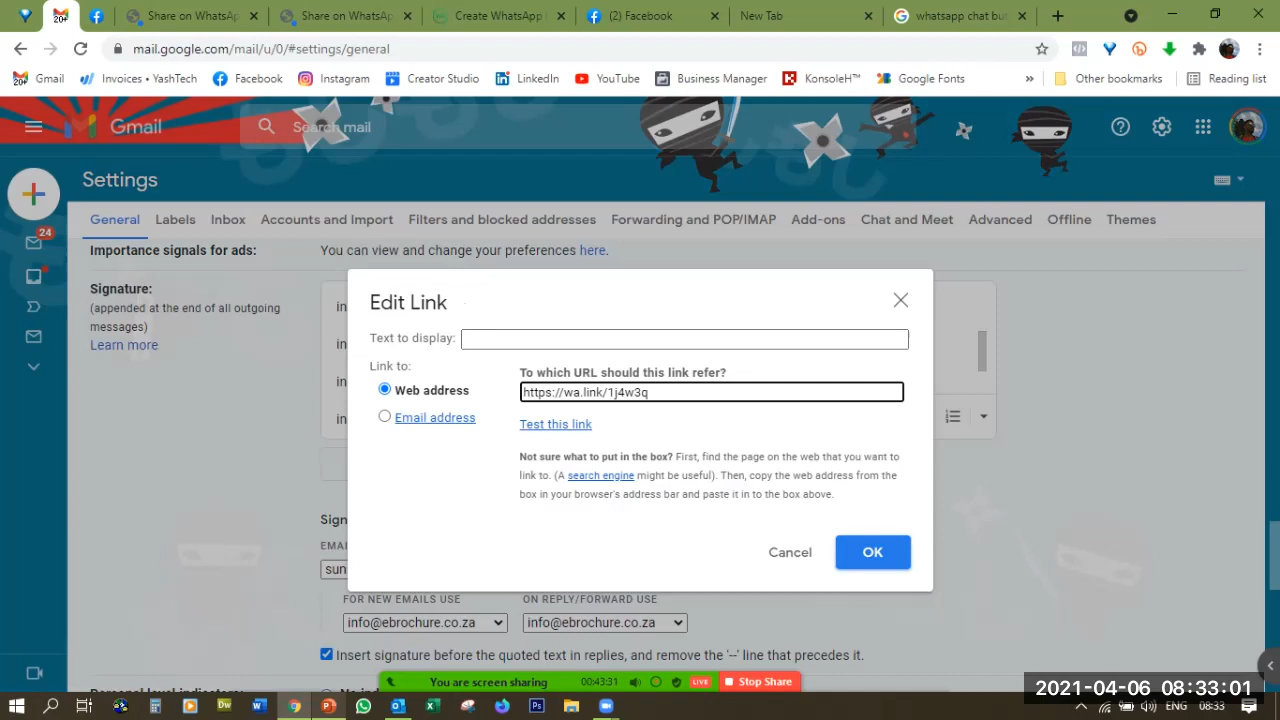 20+
Share on WhatsA
Share on WhatsA
Create WhatsApp
(2) Facebook
New Tab
whatsapp chat but
mail.google.com/mail/u/0/#settings/general
20+ Gmail
Invoices • YashTech
Facebook
Instagram
Creator Studio
LinkedIn
YouTube
Business Manager
KonsoleH™
Google Fonts
»
Other bookmarks
Reading list
Gmail
Search mail
Settings
General
Labels
Inbox
Accounts and Import
Filters and blocked addresses
Forwarding and POP/IMAP
Add-ons
Chat and Meet
Advanced
Offline
Themes
24
Importance signals for ads:
You can view and change your preferences here.
Signature:
(appended at the end of all outgoing
messages)
Learn more
in
in
in
in
Edit Link
Text to display:
Link to:
Web address
Email address
To which URL should this link refer?
https://wa.link/1j4w3q
Test this link
Not sure what to put in the box? First, find the page on the web that you want to
link to. (A search engine might be useful). Then, copy the web address from the
box in your browser's address bar and paste it in to the box above.
Cancel
OK
Sign
EMAI
sun
FOR NEW EMAILS USE
ON REPLY/FORWARD USE
info@ebrochure.co.za
info@ebrochure.co.za
Insert signature before the quoted text in replies, and remove the '--' line that precedes it.
You are screen sharing
00:43:31
LIVE
Stop Share
2021-04-06 08:33:01
ENG
08:33